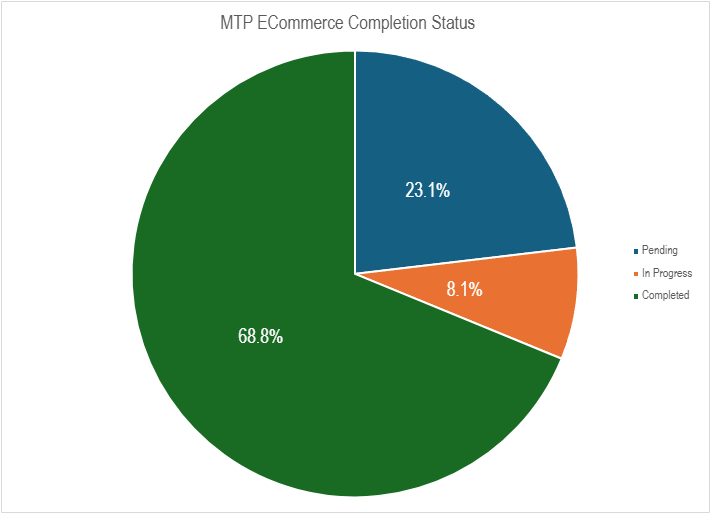 MTP ECommerce Completion Status
23.1%
8.1%
68.8%
Pending
In Progress
Completed